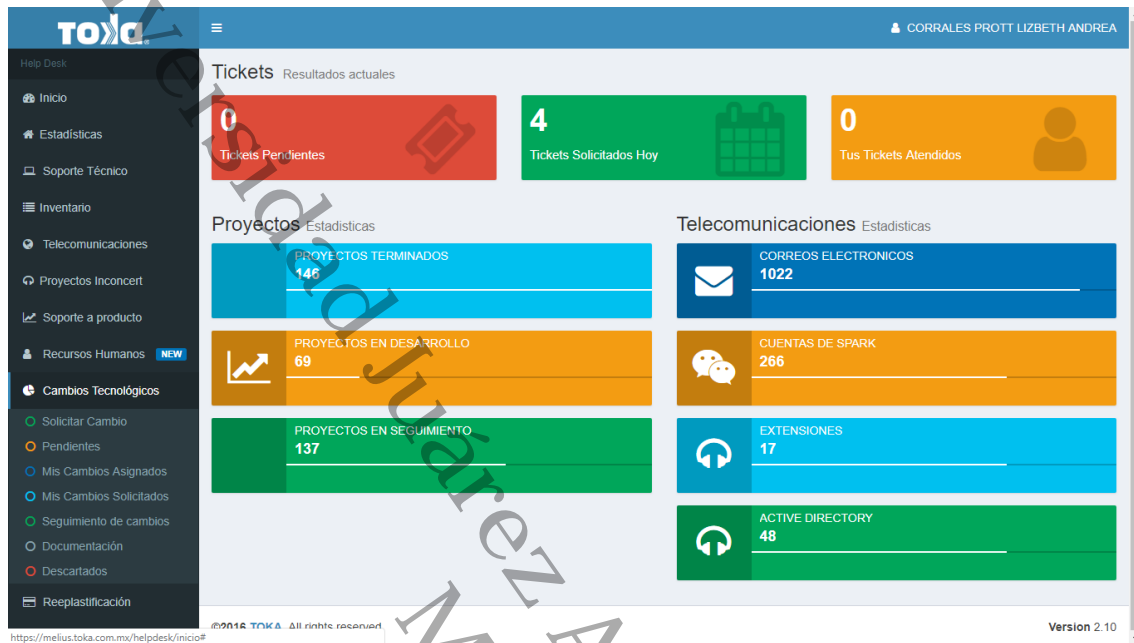 TOKA.
CORRALES PROTT LIZBETH ANDREA
Help Desk
Inicio
Estadísticas
Soporte Técnico
Inventario
Telecomunicaciones
Proyectos Inconcert
Soporte a producto
Recursos Humanos NEW
Cambios Tecnológicos
Solicitar Cambio
Pendientes
Mis Cambios Asignados
Mis Cambios Solicitados
Seguimiento de cambios
Documentación
Descartados
Reeplastificación
https://melius.toka.com.mx/helpdesk/inicio#
Tickets Resultados actuales
0
Tickets Pendientes
4
Tickets Solicitados Hoy
0
Tus Tickets Atendidos
Proyectos Estadisticas
PROYECTOS TERMINADOS
146
PROYECTOS EN DESARROLLO
69
PROYECTOS EN SEGUIMIENTO
137
Telecomunicaciones Estadisticas
CORREOS ELECTRONICOS
1022
CUENTAS DE SPARK
266
EXTENSIONES
17
ACTIVE DIRECTORY
48
©2016 TOKA. All rights reserved
Version 2.10
versidad Juárez A
M